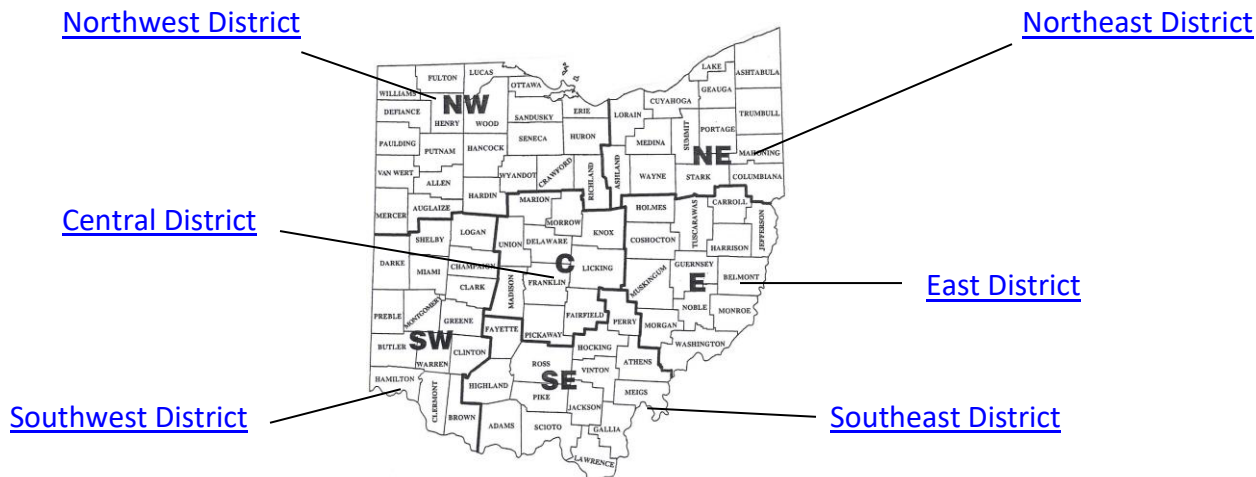 Northwest District
Northeast District
Central District
East District
Southwest District
Southeast District
WILLIAMS
FULTON
LUCAS
OTTAWA
LAKE
ASHTABULA
GEAUGA
NW
DEFIANCE
HENRY
WOOD
SANDUSKY
ERIE
LORAIN
CUYAHOGA
TRUMBULL
PAULDING
PUTNAM
HANCOCK
SENECA
HURON
MEDINA
SUMMIT
PORTAGE
NE
MAHONING
VAN WERT
ALLEN
WYANDOT
CRAWFORD
RICHLAND
ASHLAND
WAYNE
STARK
COLUMBIANA
MERCER
AUGLAIZE
HARDIN
MARION
MORROW
KNOX
HOLMES
TUSCARAWAS
CARROLL
JEFFERSON
SHELBY
LOGAN
UNION
DELAWARE
COSHOCTON
HARRISON
DARKE
MIAMI
CHAMPAIGN
C
LICKING
GUERNSEY
BELMONT
CLARK
MADISON
FRANKLIN
MUSKINGUM
E
PREBLE
MONTGOMERY
GREENE
PICKAWAY
FAIRFIELD
PERRY
NOBLE
MONROE
MORGAN
SW
FAYETTE
HOCKING
WASHINGTON
BUTLER
WARREN
CLINTON
ROSS
VINTON
ATHENS
HAMILTON
CLERMONT
BROWN
HIGHLAND
SE
PIKE
MEIGS
JACKSON
ADAMS
SCIOTO
GALLIA
LAWRENCE